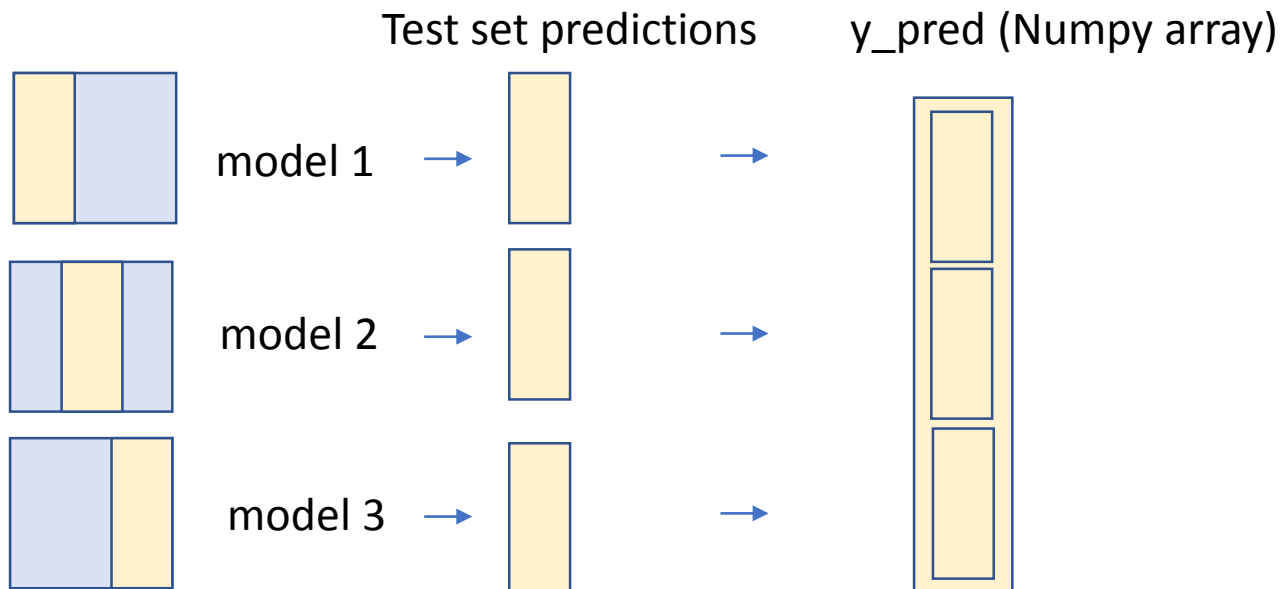 Test set predictions
y_pred (Numpy array)
model 1
model 2
model 3